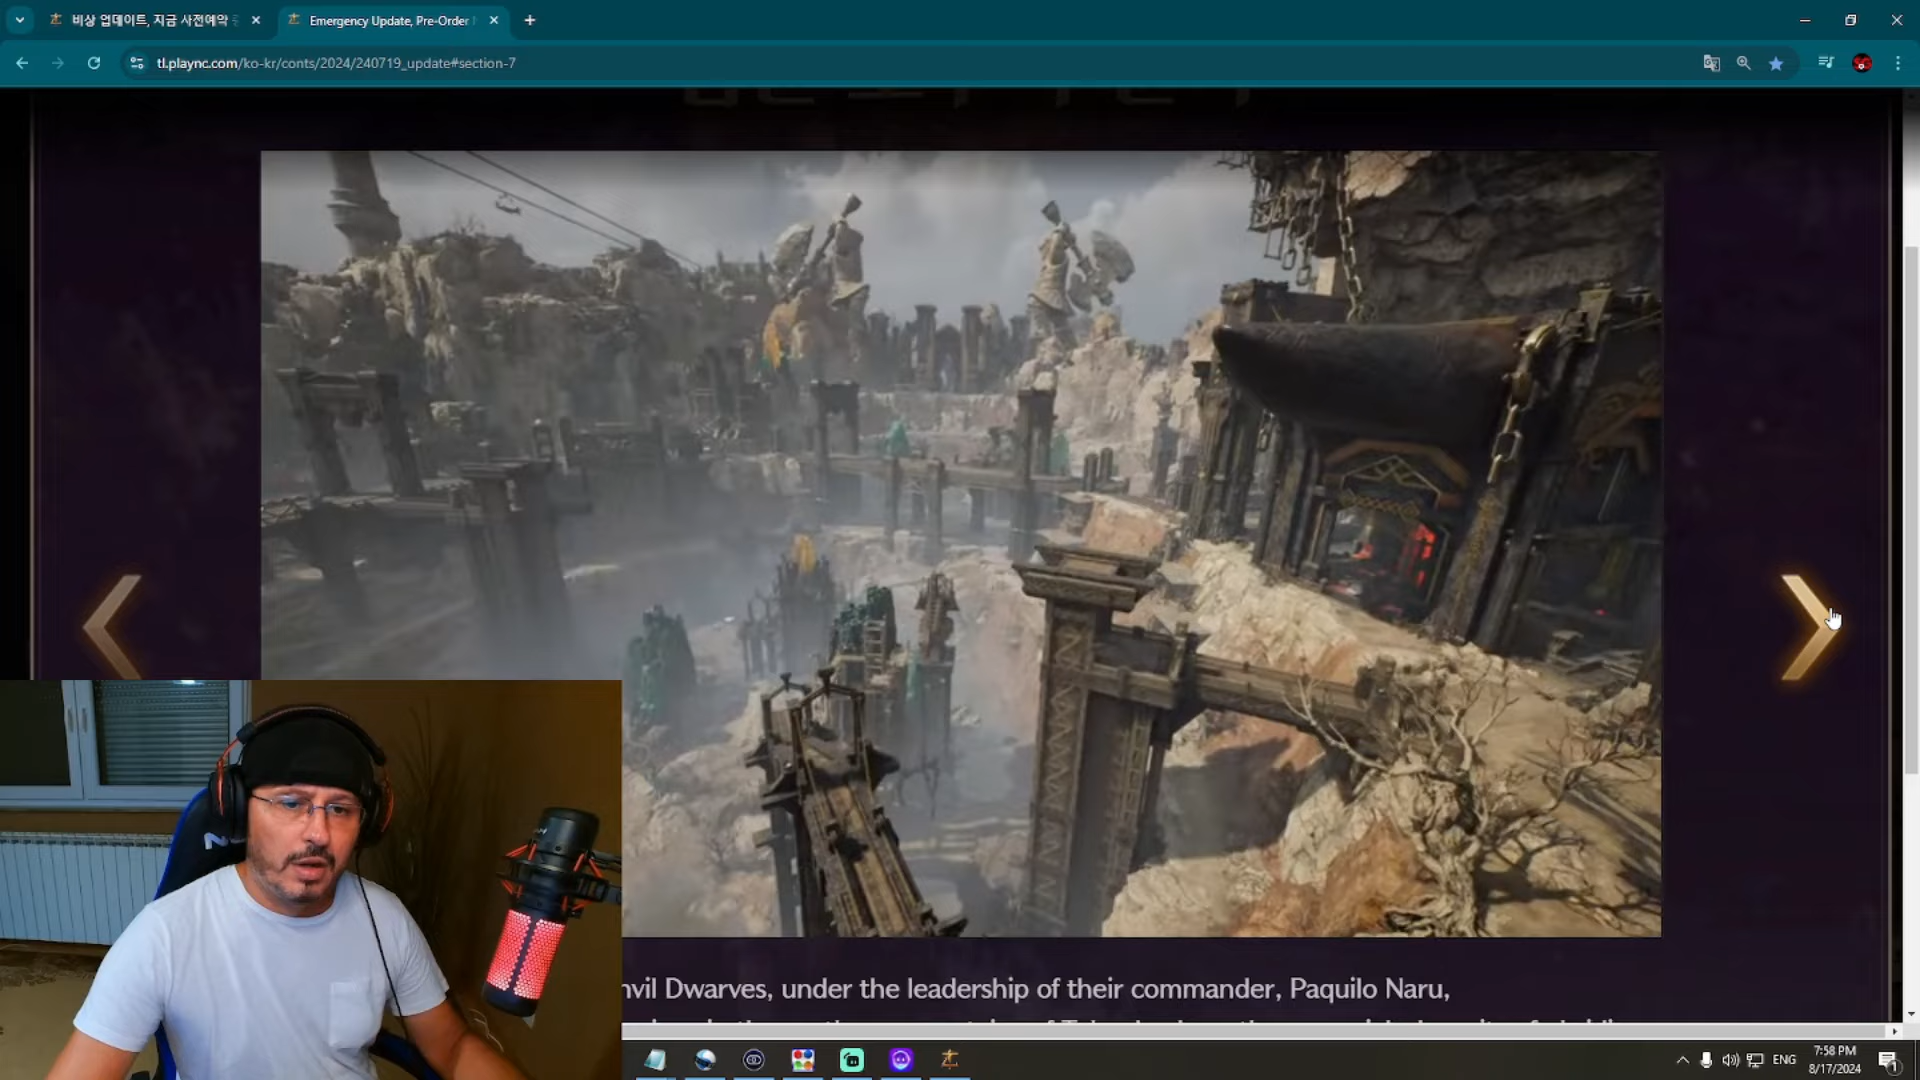 비상 업데이트, 지금 사전예약
Emergency Update, Pre-Order
tl.plaync.com/ko-kr/conts/2024/240719_update#section-7
nvil Dwarves, under the leadership of their commander, Paquilo Naru,
ENG
7:58 PM
8/17/2024
1